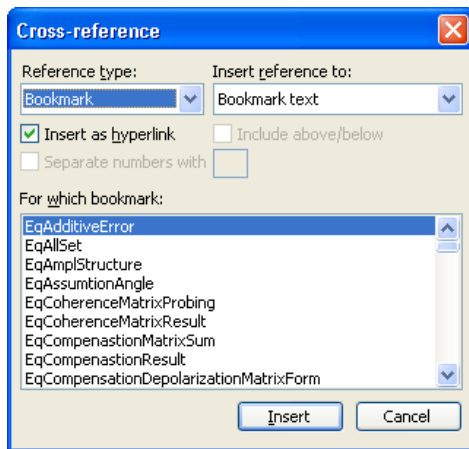 Cross-reference
Reference type: Insert reference to:
Bookmark Bookmark text
Insert as hyperlink Include above/below
Separate numbers with
For which bookmark:
EqAdditiveError
EqAllSet
EqAmplStructure
EqAssumtionAngle
EqCoherenceMatrixProbing
EqCoherenceMatrixResult
EqCompenastionMatrixSum
EqCompenastionResult
EqCompensationDepolarizationMatrixForm
Insert Cancel